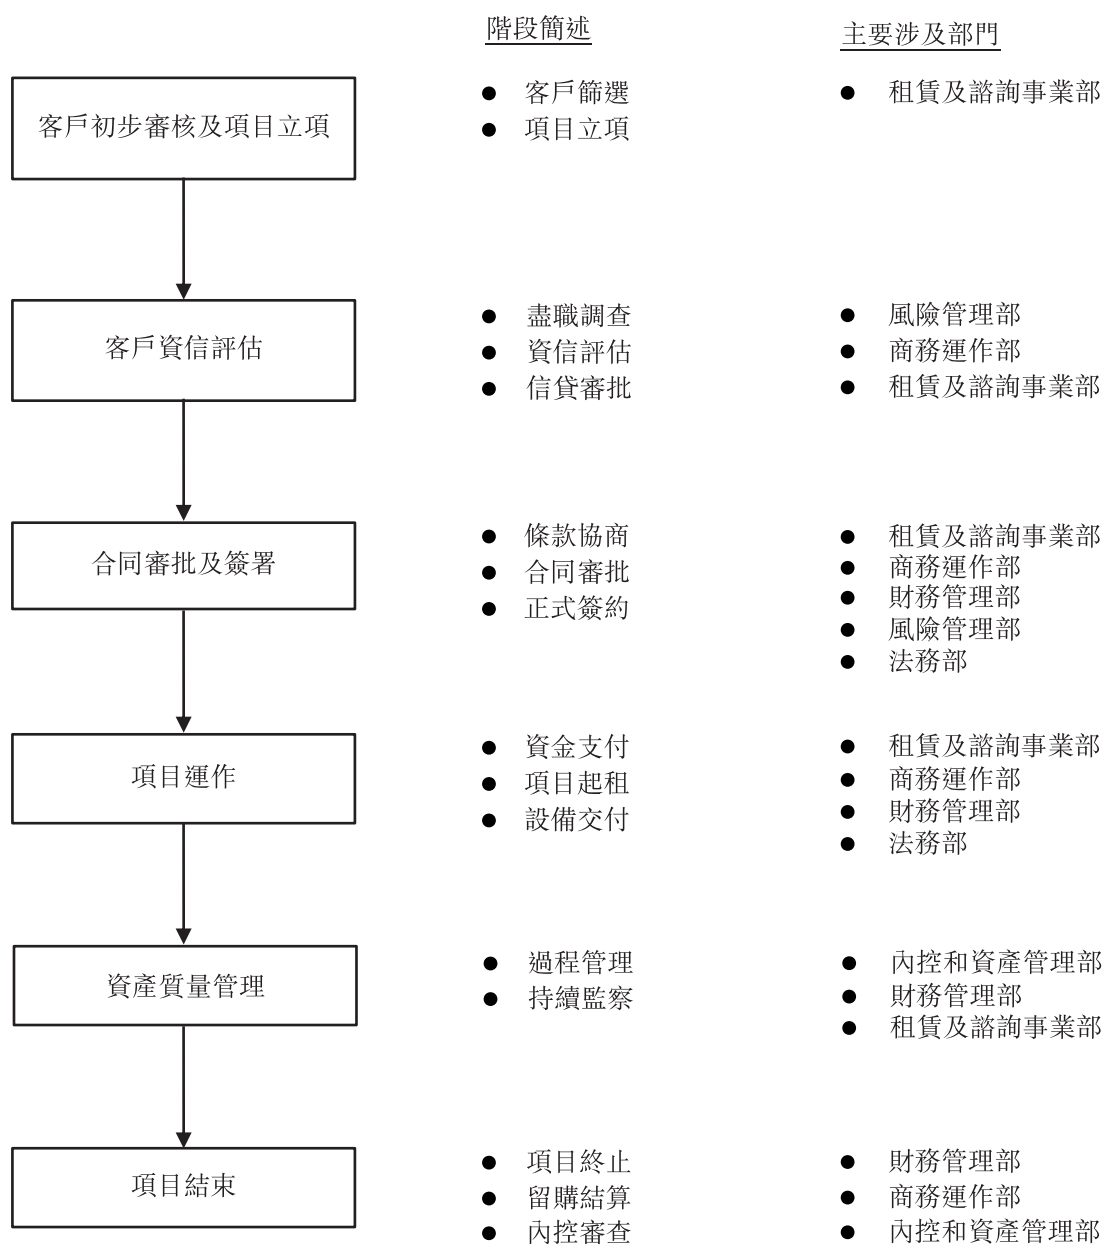 階段簡述
主要涉及部門
客戶初步審核及項目立項
● 客戶篩選
● 項目立項
● 租賃及諮詢事業部
客戶資信評估
● 盡職調查
● 資信評估
● 信貸審批
● 風險管理部
● 商務運作部
● 租賃及諮詢事業部
合同審批及簽署
● 條款協商
● 合同審批
● 正式簽約
● 租賃及諮詢事業部
● 商務運作部
● 財務管理部
● 風險管理部
● 法務部
項目運作
● 資金支付
● 項目起租
● 設備交付
● 租賃及諮詢事業部
● 商務運作部
● 財務管理部
● 法務部
資產質量管理
● 過程管理
● 持續監察
● 內控和資產管理部
● 財務管理部
● 租賃及諮詢事業部
項目結束
● 項目終止
● 留購結算
● 內控審查
● 財務管理部
● 商務運作部
● 內控和資產管理部